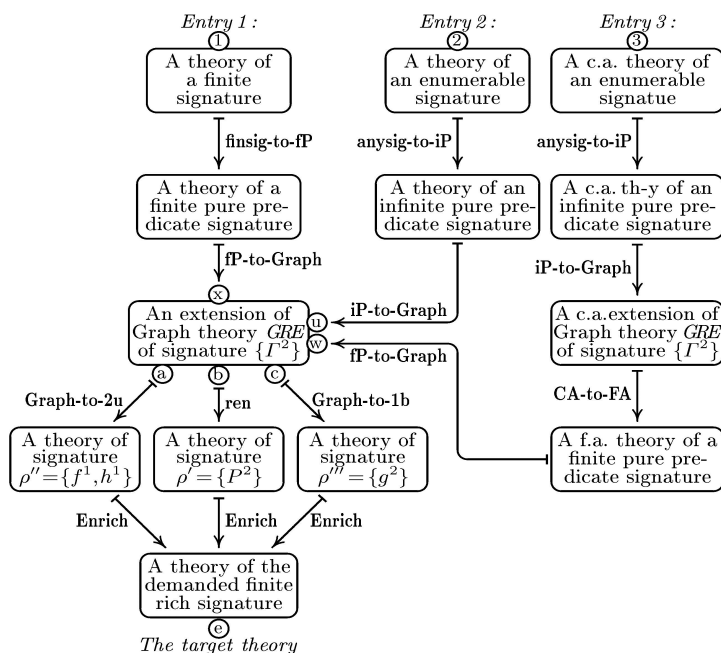 Entry 1 :
1
A theory of
a finite
signature
finsig-to-fP
A theory of a
finite pure pre-
dicate signature
fP-to-Graph
x
An extension of
Graph theory GRE
of signature {Γ²}
u
w
a
b
c
Graph-to-2u
ren
Graph-to-1b
A theory of
signature
ρ″={f¹,h¹}
A theory of
signature
ρ′={P²}
A theory of
signature
ρ‴={g²}
Enrich
Enrich
Enrich
A theory of the
demanded finite
rich signature
e
The target theory
Entry 2 :
2
A theory of
an enumerable
signature
anysig-to-iP
A theory of an
infinite pure pre-
dicate signature
iP-to-Graph
fP-to-Graph
Entry 3 :
3
A c.a. theory of
an enumerable
signatue
anysig-to-iP
A c.a. th-y of an
infinite pure pre-
dicate signature
iP-to-Graph
A c.a.extension of
Graph theory GRE
of signature {Γ²}
CA-to-FA
A f.a. theory of a
finite pure pre-
dicate signature